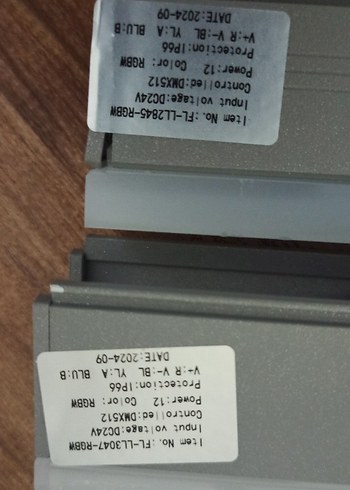 Item No.:FL-LL2845-RGBW
Input voltage:DC24V
Controlled:DMX512
Power:12 Color: RGBW
Protection:IP66
V+:R V-:BL YL:A BLU:B
DATE:2024-09
Item No.:FL-LL3047-RGBW
Input voltage:DC24V
Controlled:DMX512
Power:12 Color: RGBW
Protection:IP66
V+:R V-:BL YL:A BLU:B
DATE:2024-09